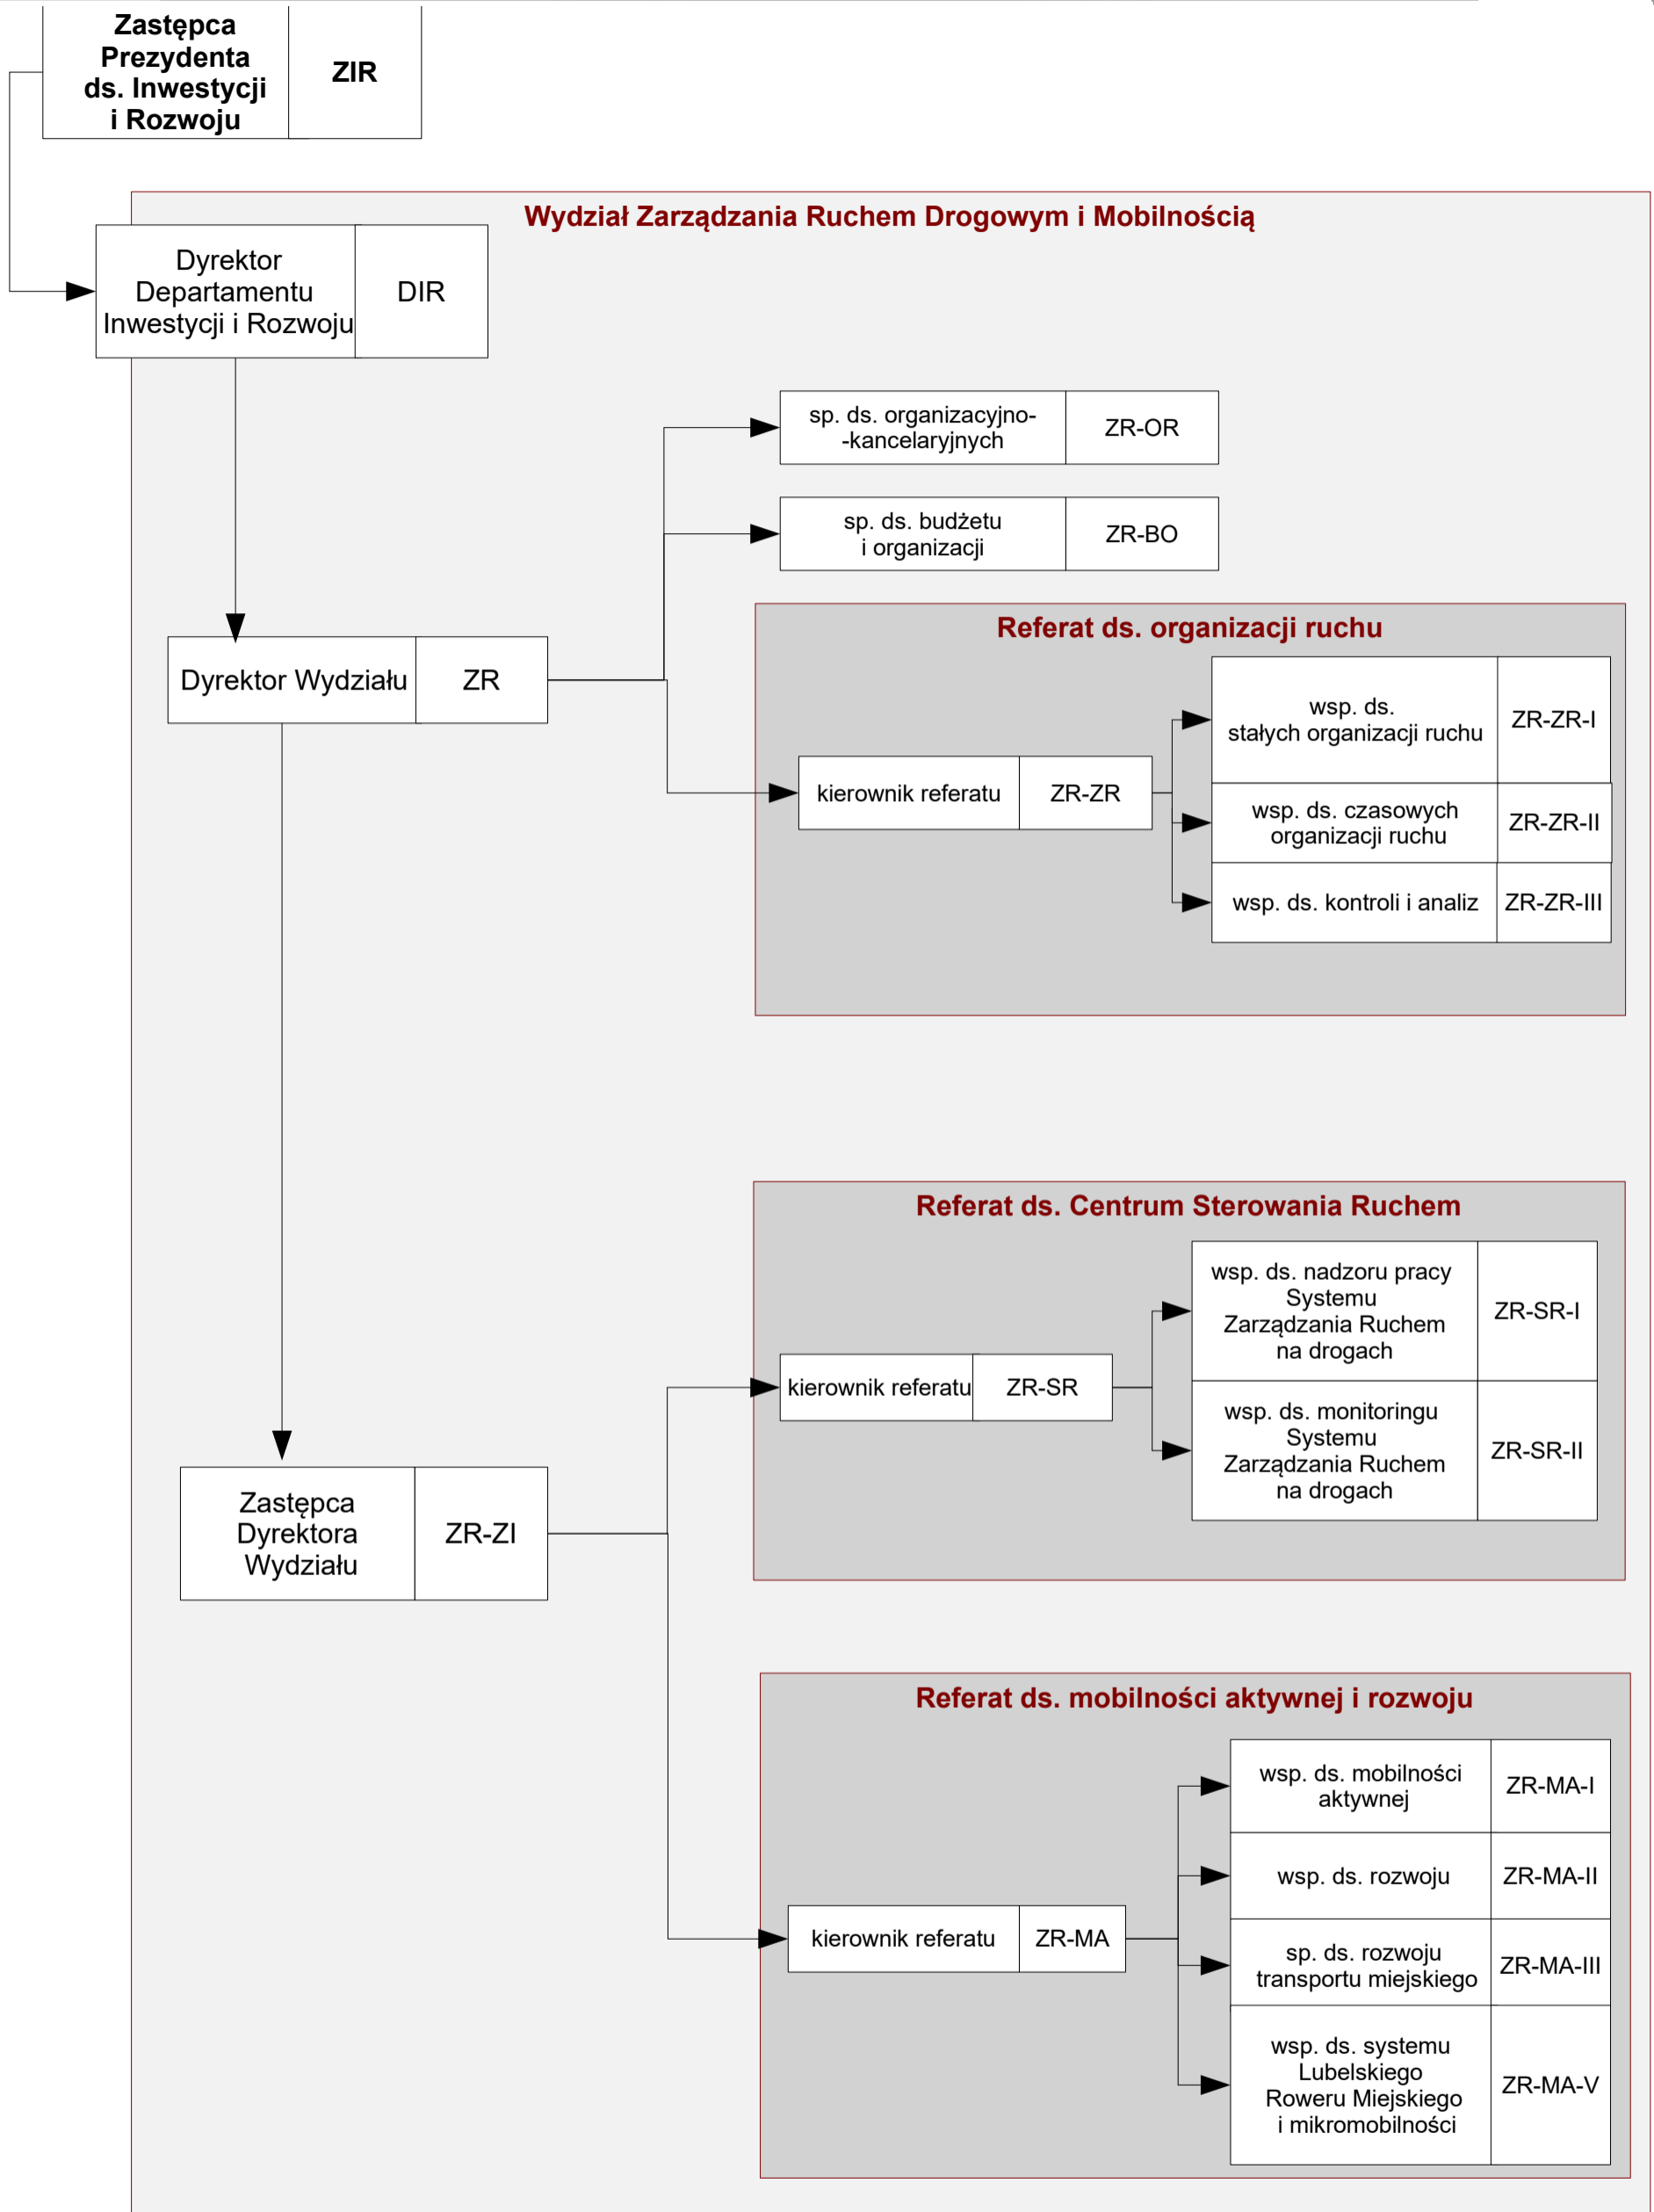 Zastępca
Prezydenta
ds. Inwestycji
i Rozwoju
ZIR
Wydział Zarządzania Ruchem Drogowym i Mobilnością
Dyrektor
Departamentu
Inwestycji i Rozwoju
DIR
sp. ds. organizacyjno-
-kancelaryjnych
ZR-OR
sp. ds. budżetu
i organizacji
ZR-BO
Dyrektor Wydziału
ZR
Referat ds. organizacji ruchu
kierownik referatu
ZR-ZR
wsp. ds.
stałych organizacji ruchu
ZR-ZR-I
wsp. ds. czasowych
organizacji ruchu
ZR-ZR-II
wsp. ds. kontroli i analiz
ZR-ZR-III
Zastępca
Dyrektora
Wydziału
ZR-ZI
Referat ds. Centrum Sterowania Ruchem
kierownik referatu
ZR-SR
wsp. ds. nadzoru pracy
Systemu
Zarządzania Ruchem
na drogach
ZR-SR-I
wsp. ds. monitoringu
Systemu
Zarządzania Ruchem
na drogach
ZR-SR-II
Referat ds. mobilności aktywnej i rozwoju
kierownik referatu
ZR-MA
wsp. ds. mobilności
aktywnej
ZR-MA-I
wsp. ds. rozwoju
ZR-MA-II
sp. ds. rozwoju
transportu miejskiego
ZR-MA-III
wsp. ds. systemu
Lubelskiego
Roweru Miejskiego
i mikromobilności
ZR-MA-V